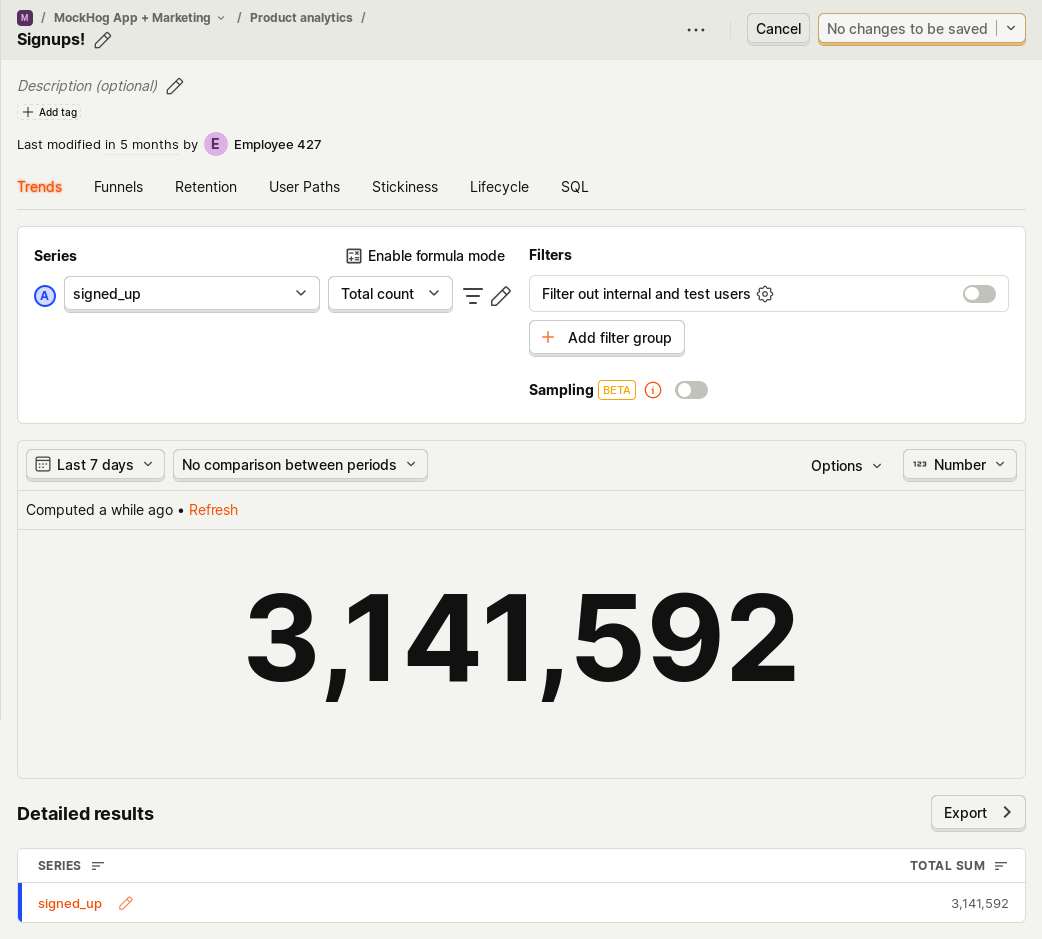 M / MockHog App + Marketing / Product analytics /
Signups!
Cancel
No changes to be saved
Description (optional)
Add tag
Last modified in 5 months by E Employee 427
Trends Funnels Retention User Paths Stickiness Lifecycle SQL
Series
Enable formula mode
A signed_up Total count
Filters
Filter out internal and test users
+ Add filter group
Sampling BETA
Last 7 days No comparison between periods Options 123 Number
Computed a while ago • Refresh
3,141,592
Detailed results
Export
SERIES TOTAL SUM
signed_up 3,141,592